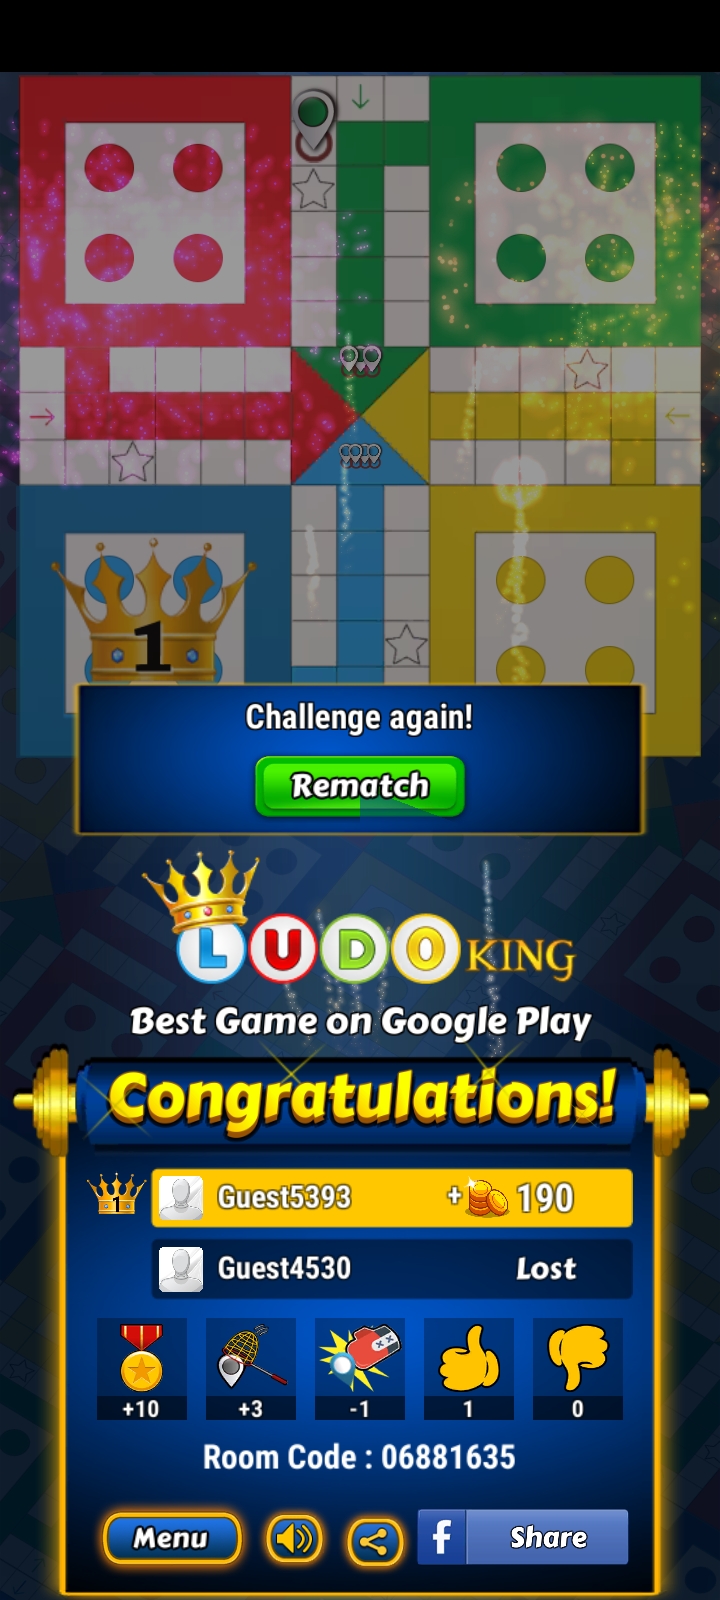 1
Challenge again!
Rematch
LUDO KING
Best Game on Google Play
Congratulations!
1 Guest5393 + 190
Guest4530 Lost
+10 +3 -1 1 0
Room Code : 06881635
Menu f Share